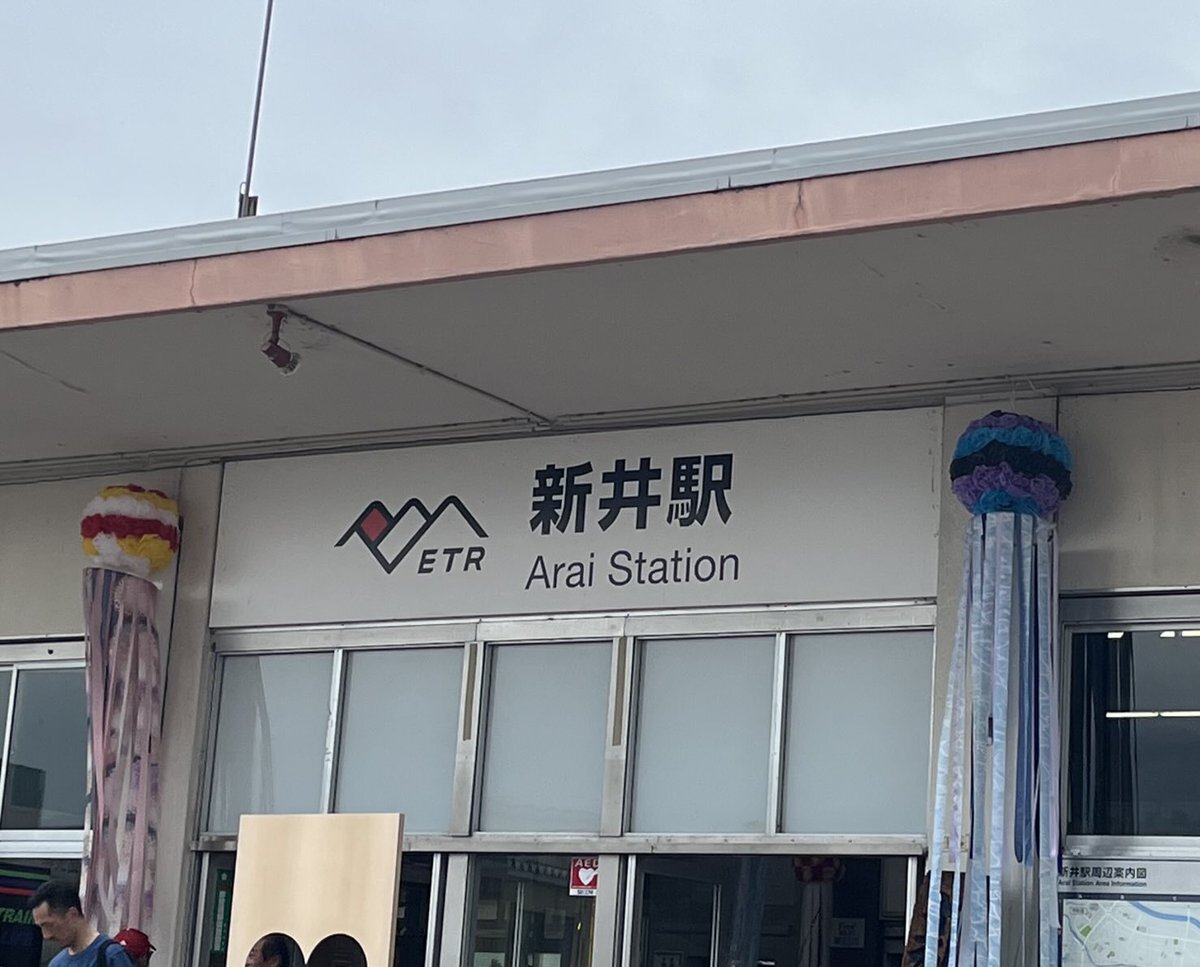 新井駅
ETR
Arai Station
AED
新井駅周辺案内図
Arai Station Area Information
TRAIN